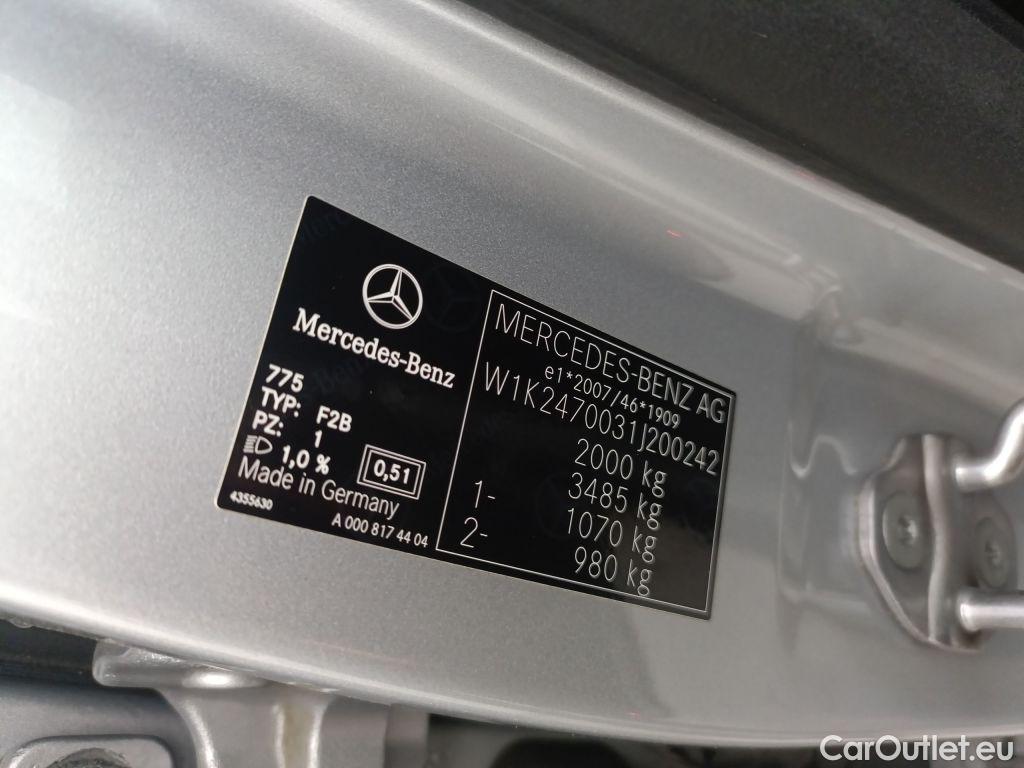 Mercedes-Benz
775
TYP: F2B
PZ: 1
1,0 %
0,51
Made in Germany
4355630
A 000 817 44 04
MERCEDES-BENZ AG
e1*2007/46*1909
W1K2470031J200242
2000 kg
3485 kg
1- 1070 kg
2- 980 kg
CarOutlet.eu